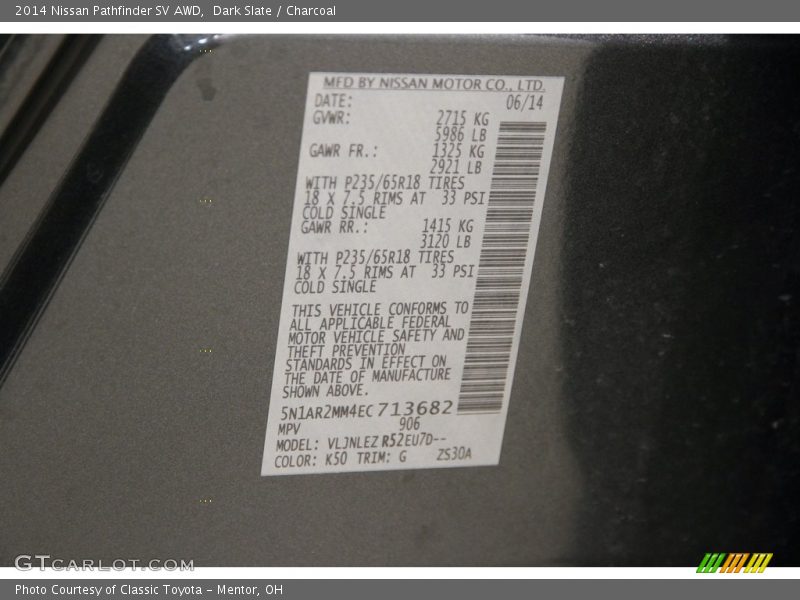 2014 Nissan Pathfinder SV AWD, Dark Slate / Charcoal
MFD BY NISSAN MOTOR CO., LTD.
DATE: 06/14
GVWR: 2715 KG
5986 LB
GAWR FR.: 1325 KG
2921 LB
WITH P235/65R18 TIRES
18 X 7.5 RIMS AT 33 PSI
COLD SINGLE
GAWR RR.: 1415 KG
3120 LB
WITH P235/65R18 TIRES
18 X 7.5 RIMS AT 33 PSI
COLD SINGLE
THIS VEHICLE CONFORMS TO
ALL APPLICABLE FEDERAL
MOTOR VEHICLE SAFETY AND
THEFT PREVENTION
STANDARDS IN EFFECT ON
THE DATE OF MANUFACTURE
SHOWN ABOVE.
5N1AR2MM4EC713682
MPV 906
MODEL: VLJNLEZ R52EU7D--
COLOR: K50 TRIM: G ZS30A
GTCARLOT.COM
Photo Courtesy of Classic Toyota - Mentor, OH